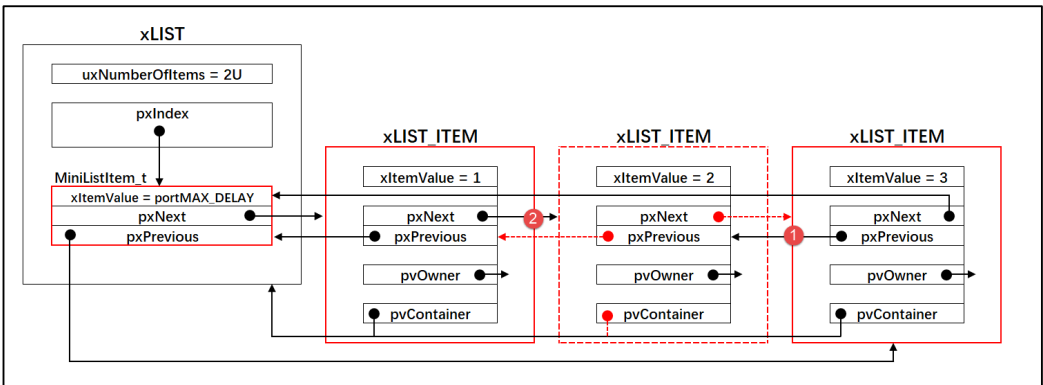 xLIST
uxNumberOfItems = 2U
pxIndex
MiniListItem_t
xItemValue = portMAX_DELAY
pxNext
pxPrevious
xLIST_ITEM
xItemValue = 1
pxNext
pxPrevious
pvOwner
pvContainer
2
xLIST_ITEM
xItemValue = 2
pxNext
pxPrevious
pvOwner
pvContainer
1
xLIST_ITEM
xItemValue = 3
pxNext
pxPrevious
pvOwner
pvContainer